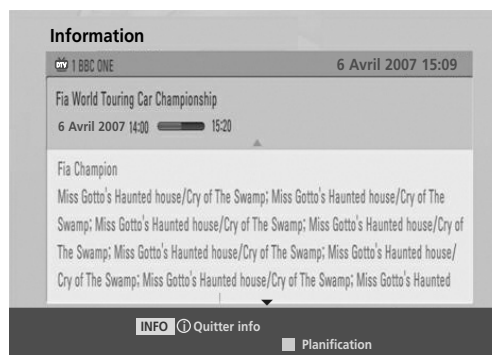 Information
DTV 1 BBC ONE 6 Avril 2007 15:09
Fia World Touring Car Championship
6 Avril 2007 14:00 15:20
Fia Champion
Miss Gotto's Haunted house/Cry of The Swamp; Miss Gotto's Haunted house/Cry of The
Swamp; Miss Gotto's Haunted house/Cry of The Swamp; Miss Gotto's Haunted house/Cry of
The Swamp; Miss Gotto's Haunted house/Cry of The Swamp; Miss Gotto's Haunted house/
Cry of The Swamp; Miss Gotto's Haunted house/Cry of The Swamp; Miss Gotto's Haunted
INFO i Quitter info
Planification